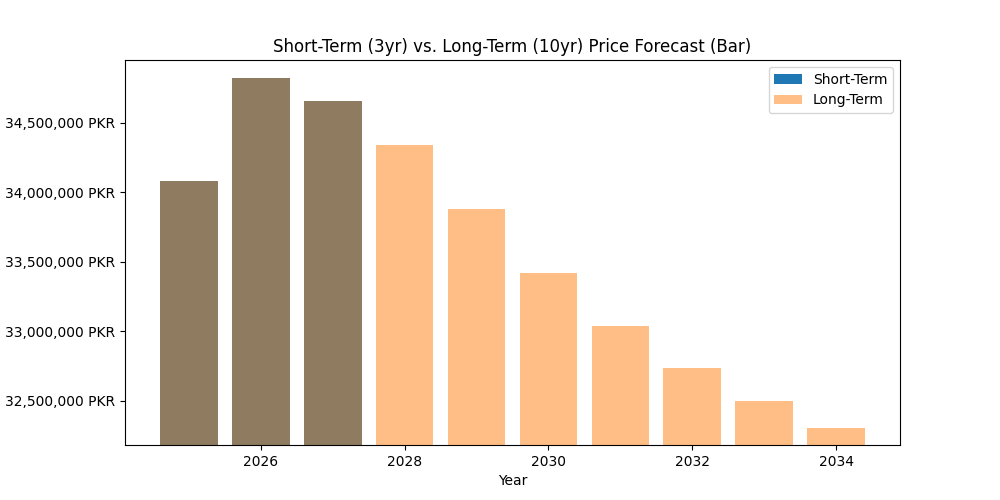 Short-Term (3yr) vs. Long-Term (10yr) Price Forecast (Bar)
Short-Term
Long-Term
34,500,000 PKR
34,000,000 PKR
33,500,000 PKR
33,000,000 PKR
32,500,000 PKR
2026 2028 2030 2032 2034
Year